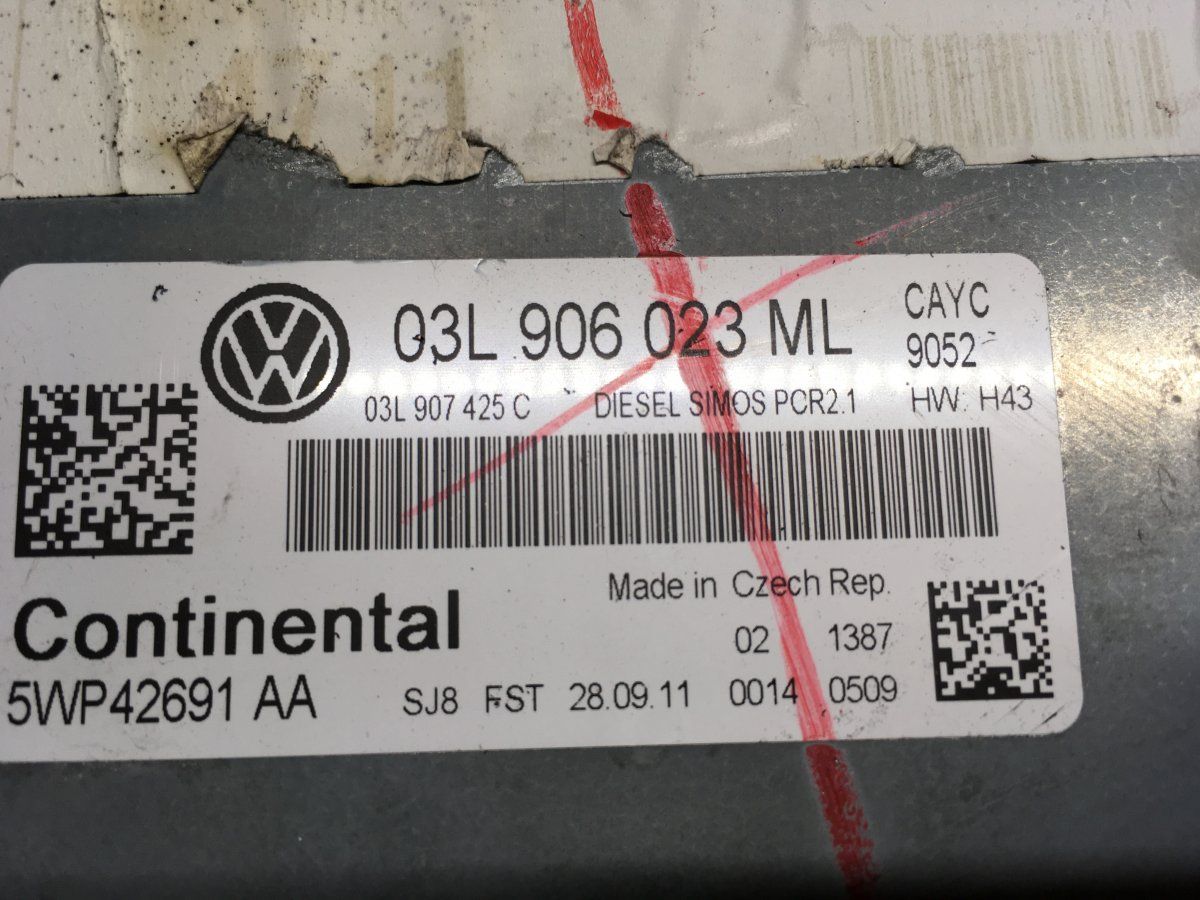 03L 906 023 ML
CAYC
9052
03L 907 425 C DIESEL SIMOS PCR2.1 HW: H43
Made in Czech Rep.
Continental
02 1387
5WP42691 AA SJ8 FST 28.09.11 0014 0509